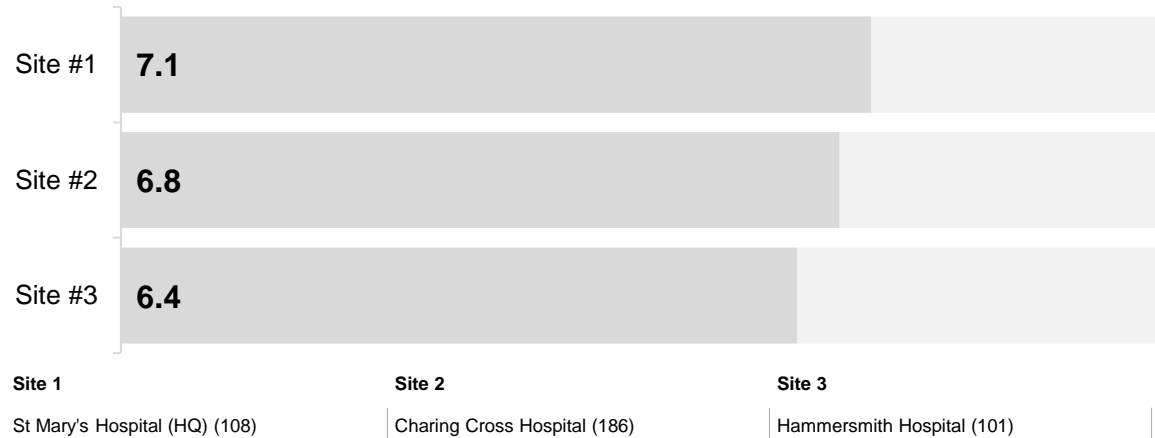 Site #1 7.1
Site #2 6.8
Site #3 6.4
Site 1 Site 2 Site 3
St Mary's Hospital (HQ) (108) Charing Cross Hospital (186) Hammersmith Hospital (101)